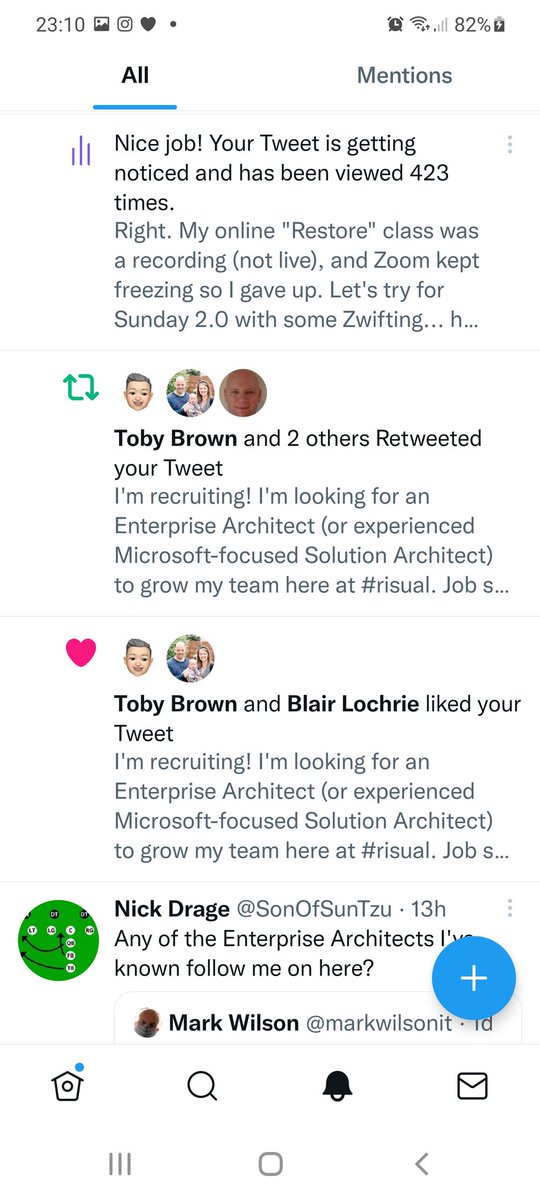 23:10
82%
All
Mentions
Nice job! Your Tweet is getting
noticed and has been viewed 423
times.
Right. My online "Restore" class was
a recording (not live), and Zoom kept
freezing so I gave up. Let's try for
Sunday 2.0 with some Zwifting... h...
Toby Brown and 2 others Retweeted
your Tweet
I'm recruiting! I'm looking for an
Enterprise Architect (or experienced
Microsoft-focused Solution Architect)
to grow my team here at #risual. Job s...
Toby Brown and Blair Lochrie liked your
Tweet
I'm recruiting! I'm looking for an
Enterprise Architect (or experienced
Microsoft-focused Solution Architect)
to grow my team here at #risual. Job s...
DT
DT
LT
LG
C
RG
QB
FB
TB
Nick Drage @SonOfSunTzu · 13h
Any of the Enterprise Architects I've
known follow me on here?
Mark Wilson @markwilsonit · 1d